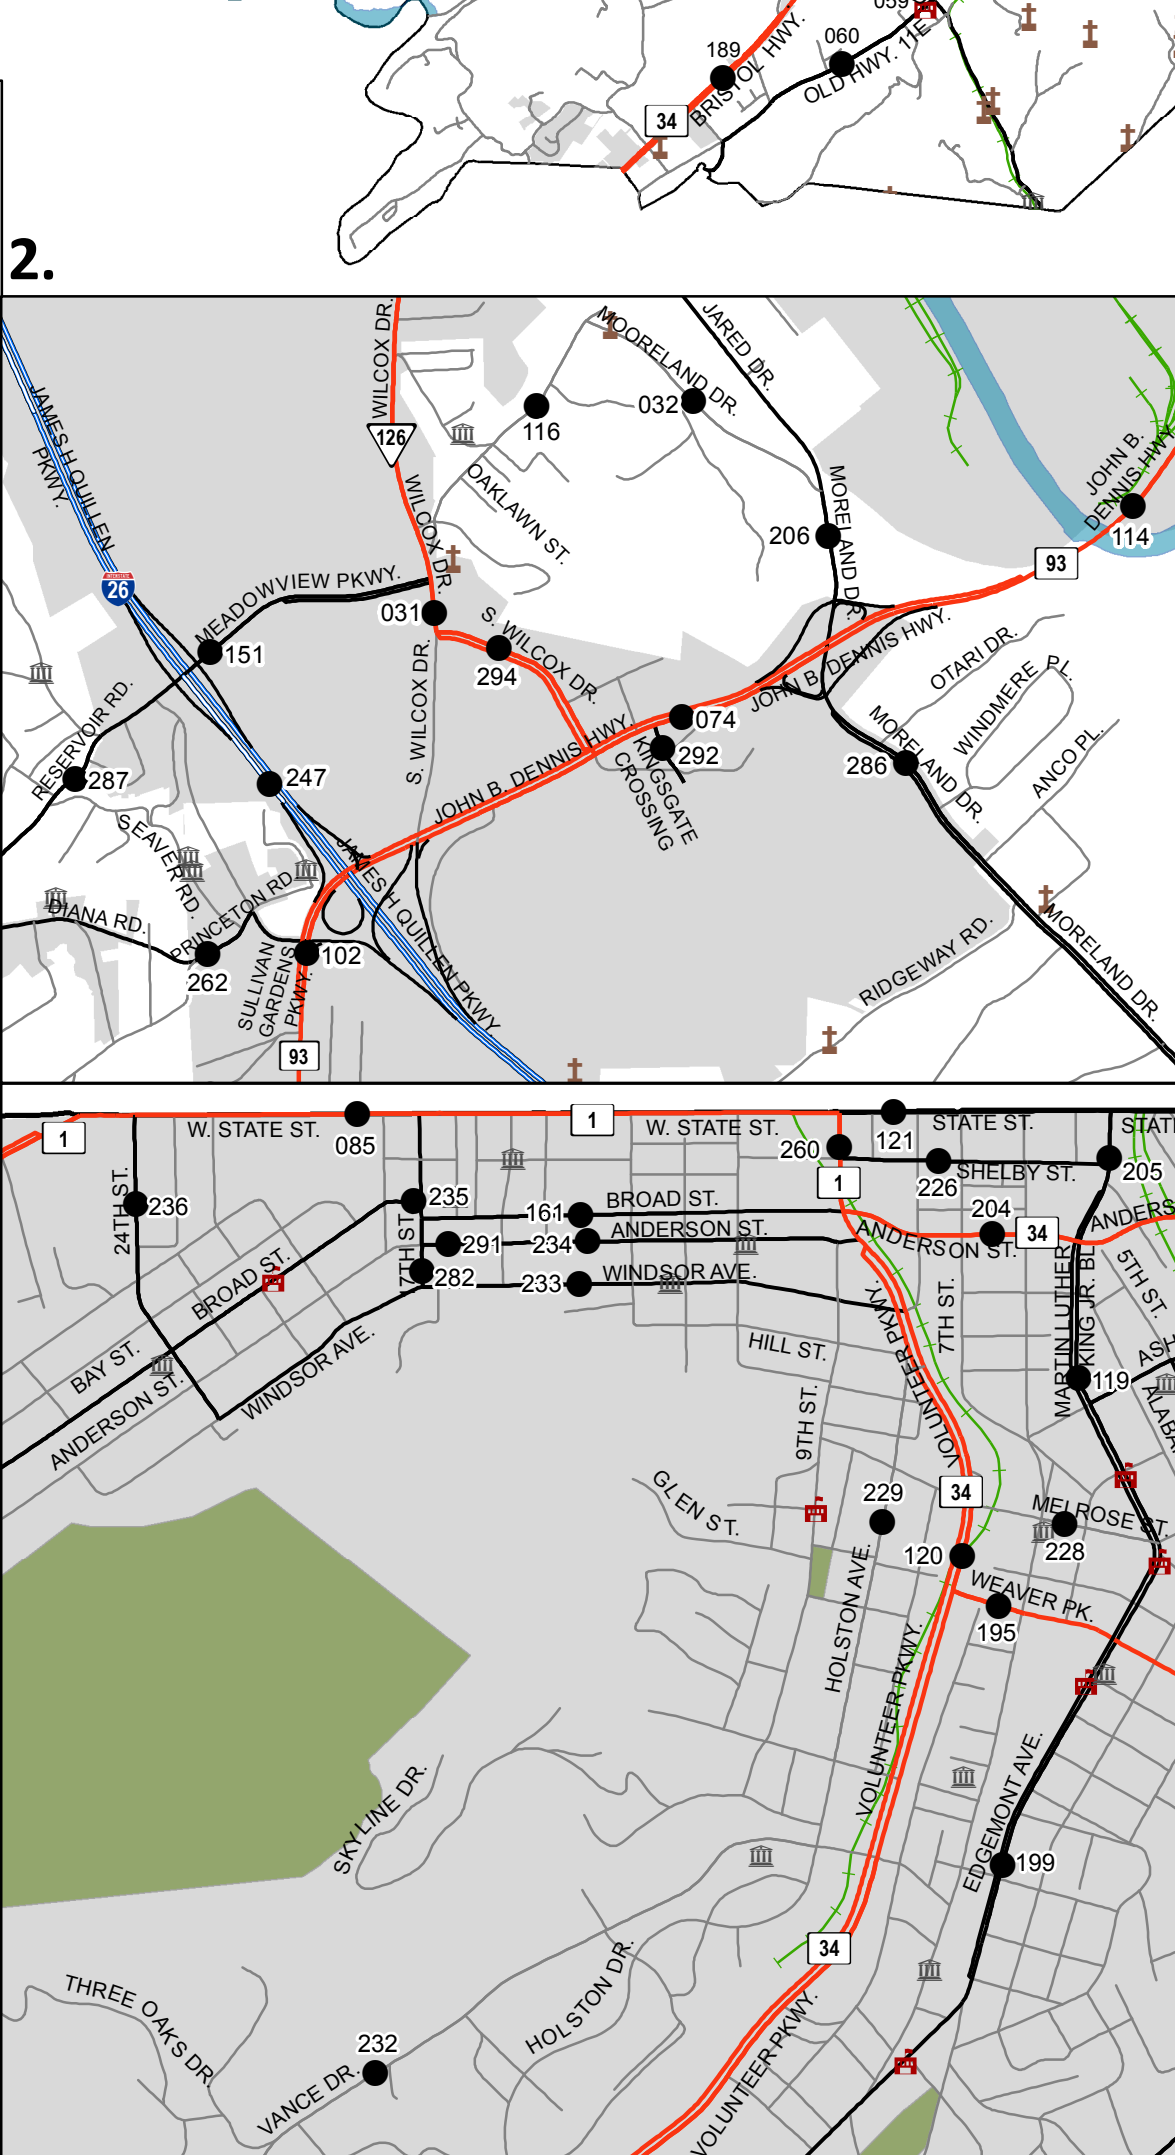 059
060
189
BRISTOL HWY.
OLD HWY. 11E
34
2.
WILCOX DR.
MOORELAND DR.
JARED DR.
JAMES H QUILLEN
PKWY.
032
116
126
JOHN B.
DENNIS HWY
OAKLAWN ST.
WILCOX DR.
MORELAND DR.
206
114
93
INTERSTATE
26
MEADOWVIEW PKWY.
031
S. WILCOX DR.
151
294
OTARI DR.
JOHN B. DENNIS HWY.
WINDMERE PL.
RESERVOIR RD.
S. WILCOX DR.
074
292
KINGSGATE
CROSSING
MORELAND DR.
286
ANCO PL.
287
247
JOHN B. DENNIS HWY.
SEAVER RD.
JAMES H QUILLEN PKWY
PRINCETON RD.
DIANA RD.
262
102
SULLIVAN
GARDENS
PKWY.
RIDGEWAY RD.
MORELAND DR.
93
1
W. STATE ST.
085
1
W. STATE ST.
260
121
STATE ST.
STATE
24TH ST.
236
235
161
BROAD ST.
1
226
SHELBY ST.
205
204
34
ANDERS
17TH ST.
291
234
ANDERSON ST.
ANDERSON ST.
282
233
WINDSOR AVE.
BROAD ST.
5TH ST.
MARTIN LUTHER
KING JR. BL
VOLUNTEER PKWY.
7TH ST.
HILL ST.
BAY ST.
WINDSOR AVE.
ANDERSON ST.
119
ASH
ALABA
9TH ST.
GLEN ST.
229
34
MELROSE ST.
228
120
WEAVER PK.
195
HOLSTON AVE.
VOLUNTEER PKWY.
SKYLINE DR.
EDGEMONT AVE.
199
34
HOLSTON DR.
THREE OAKS DR.
232
VANCE DR.
VOLUNTEER PKWY.